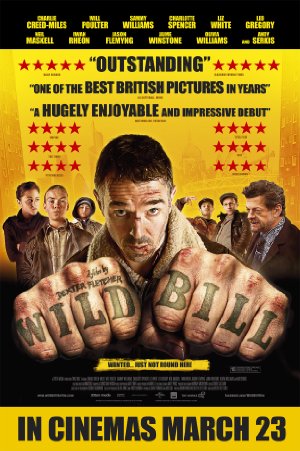 CHARLIE CREED-MILES WILL POULTER SAMMY WILLIAMS CHARLOTTE SPENCER LIZ WHITE LEO GREGORY
NEIL MASKELL IWAN RHEON JASON FLEMYNG JAIME WINSTONE OLIVIA WILLIAMS AND ANDY SERKIS
"OUTSTANDING"
"ONE OF THE BEST BRITISH PICTURES IN YEARS"
"A HUGELY ENJOYABLE AND IMPRESSIVE DEBUT"
a film by
DEXTER FLETCHER
WILD BILL
WANTED... JUST NOT ROUND HERE
IN CINEMAS MARCH 23